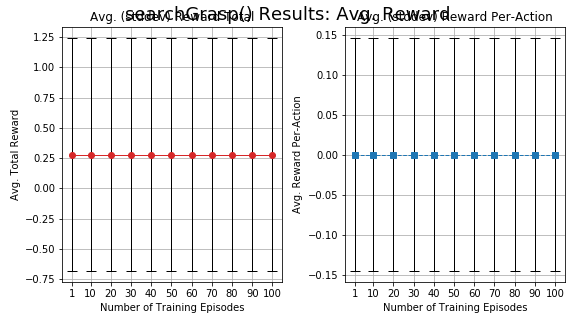 searchGrasp() Results: Avg. Reward
Avg. (stddev) Reward Total
Avg. (stddev) Reward Per-Action
Avg. Total Reward
1.25
1.00
0.75
0.50
0.25
0.00
−0.25
−0.50
−0.75
1 10 20 30 40 50 60 70 80 90 100
Number of Training Episodes
Avg. Reward Per-Action
0.15
0.10
0.05
0.00
−0.05
−0.10
−0.15
1 10 20 30 40 50 60 70 80 90 100
Number of Training Episodes